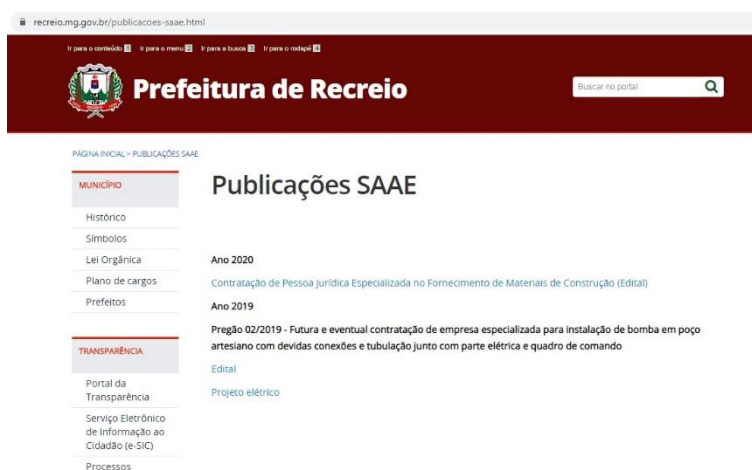 recreio.mg.gov.br/publicacoes-saae.html
Ir para o conteúdo 1 Ir para o menu 2 Ir para a busca 3 Ir para o rodapé 4
Prefeitura de Recreio
Buscar no portal
PÁGINA INICIAL > PUBLICAÇÕES SAAE
MUNICÍPIO
Histórico
Símbolos
Lei Orgânica
Plano de cargos
Prefeitos
TRANSPARÊNCIA
Portal da
Transparência
Serviço Eletrônico
de Informação ao
Cidadão (e-SIC)
Processos
Publicações SAAE
Ano 2020
Contratação de Pessoa Jurídica Especializada no Fornecimento de Materiais de Construção (Edital)
Ano 2019
Pregão 02/2019 - Futura e eventual contratação de empresa especializada para instalação de bomba em poço
artesiano com devidas conexões e tubulação junto com parte elétrica e quadro de comando
Edital
Projeto elétrico